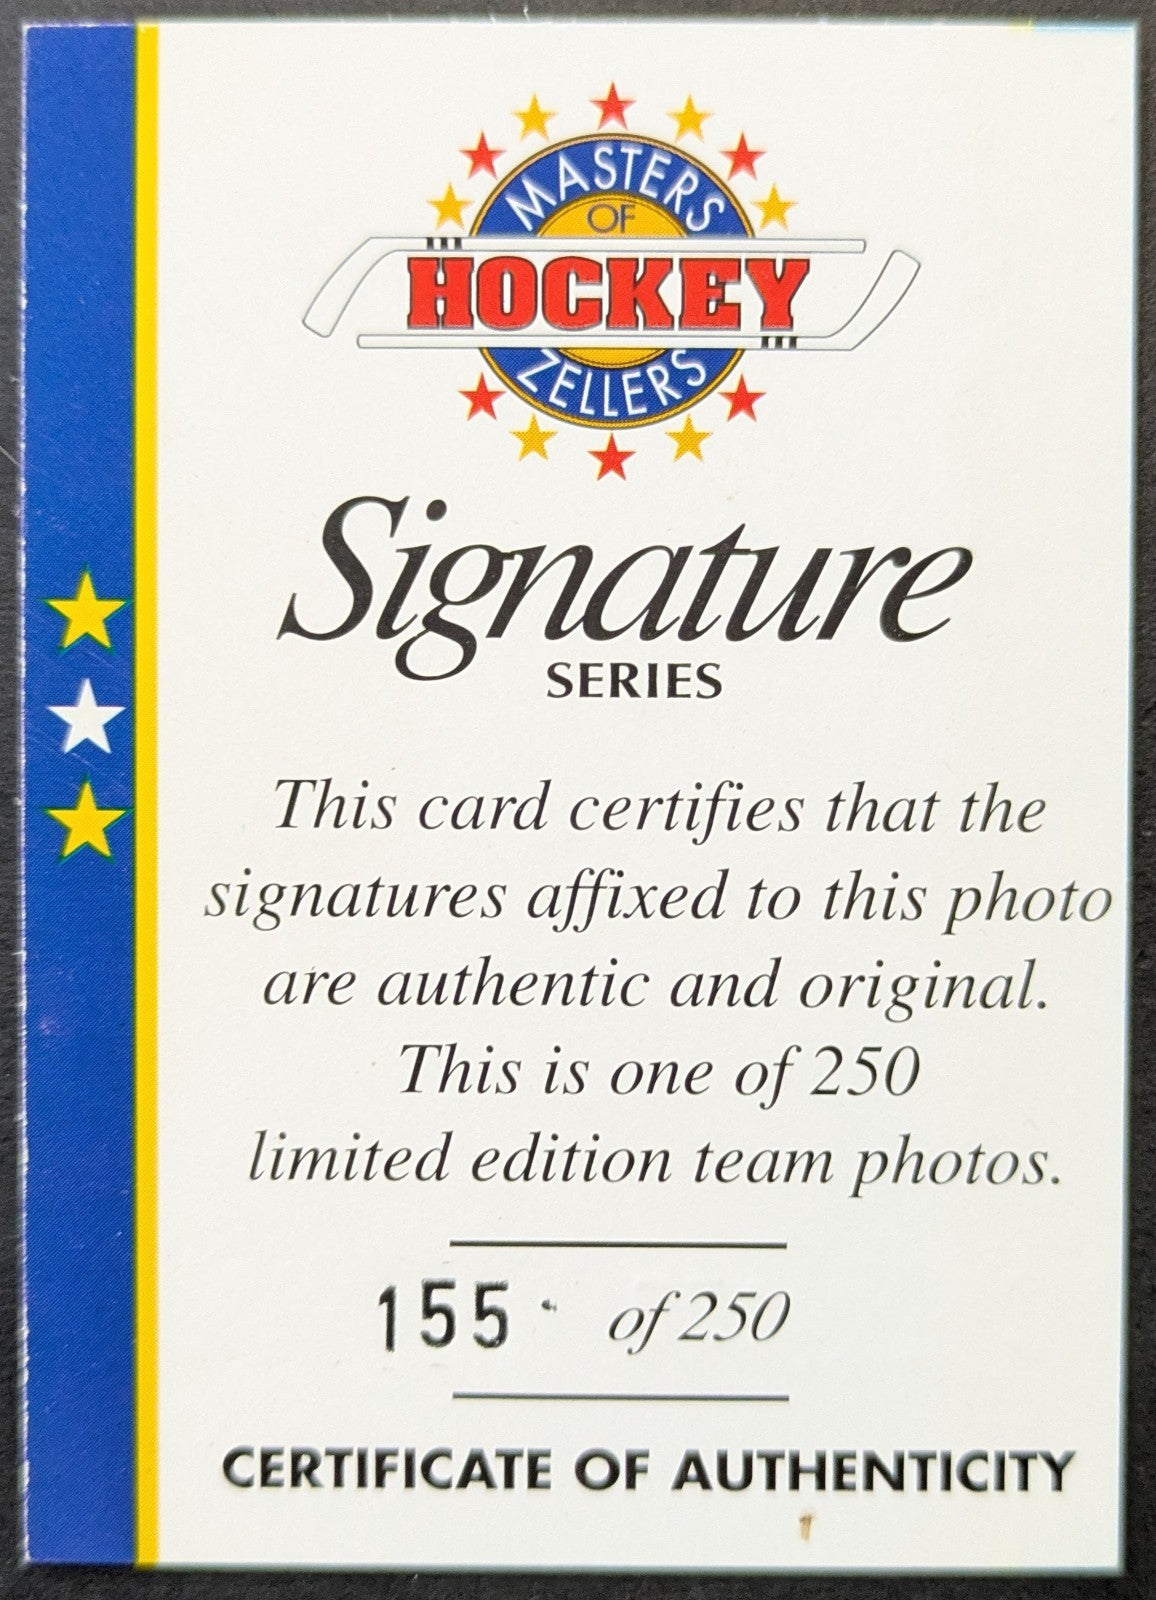 MASTERS
OF
HOCKEY
ZELLERS
Signature
SERIES
This card certifies that the
signatures affixed to this photo
are authentic and original.
This is one of 250
limited edition team photos.
155 of 250
CERTIFICATE OF AUTHENTICITY